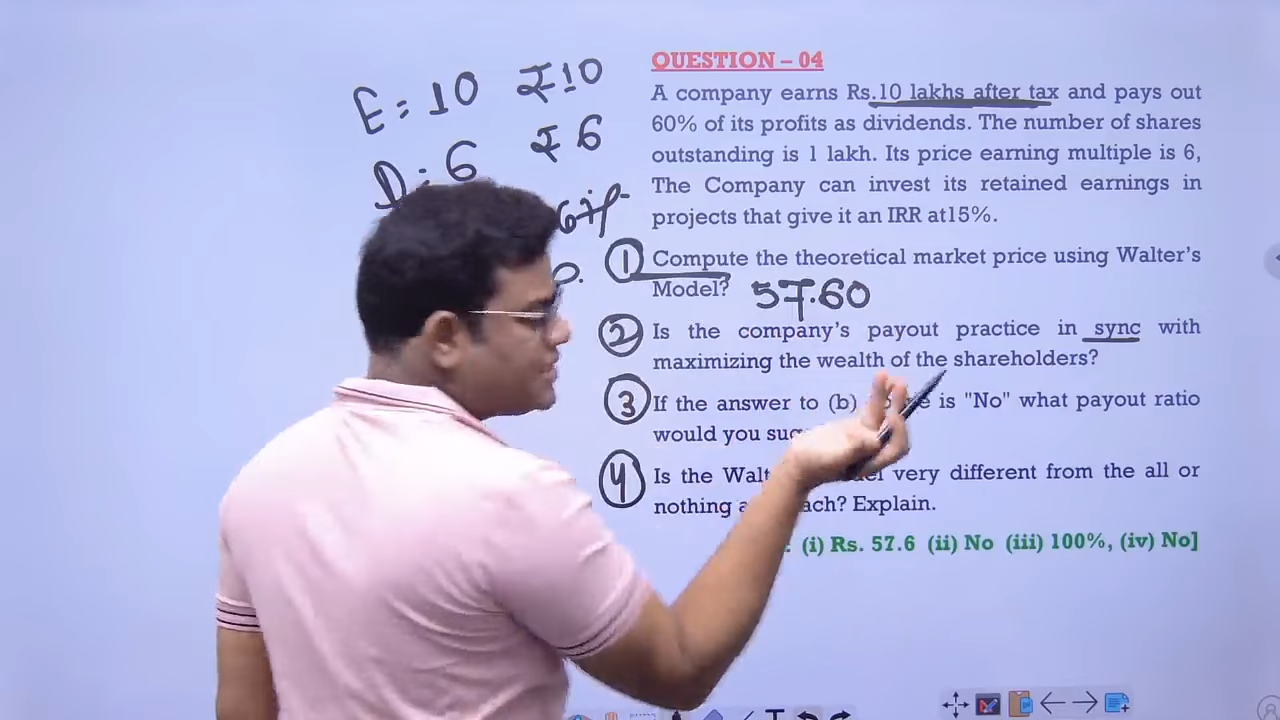 QUESTION – 04
A company earns Rs.10 lakhs after tax and pays out
60% of its profits as dividends. The number of shares
outstanding is 1 lakh. Its price earning multiple is 6,
The Company can invest its retained earnings in
projects that give it an IRR at15%.
1 Compute the theoretical market price using Walter's
Model? 57.60
2 Is the company's payout practice in sync with
maximizing the wealth of the shareholders?
3 If the answer to (b) is "No" what payout ratio
would you
4 Is the very different from the all or
nothing Explain.
(i) Rs. 57.6 (ii) No (iii) 100%, (iv) No]
E = 10 ₹10
D = 6 ₹6